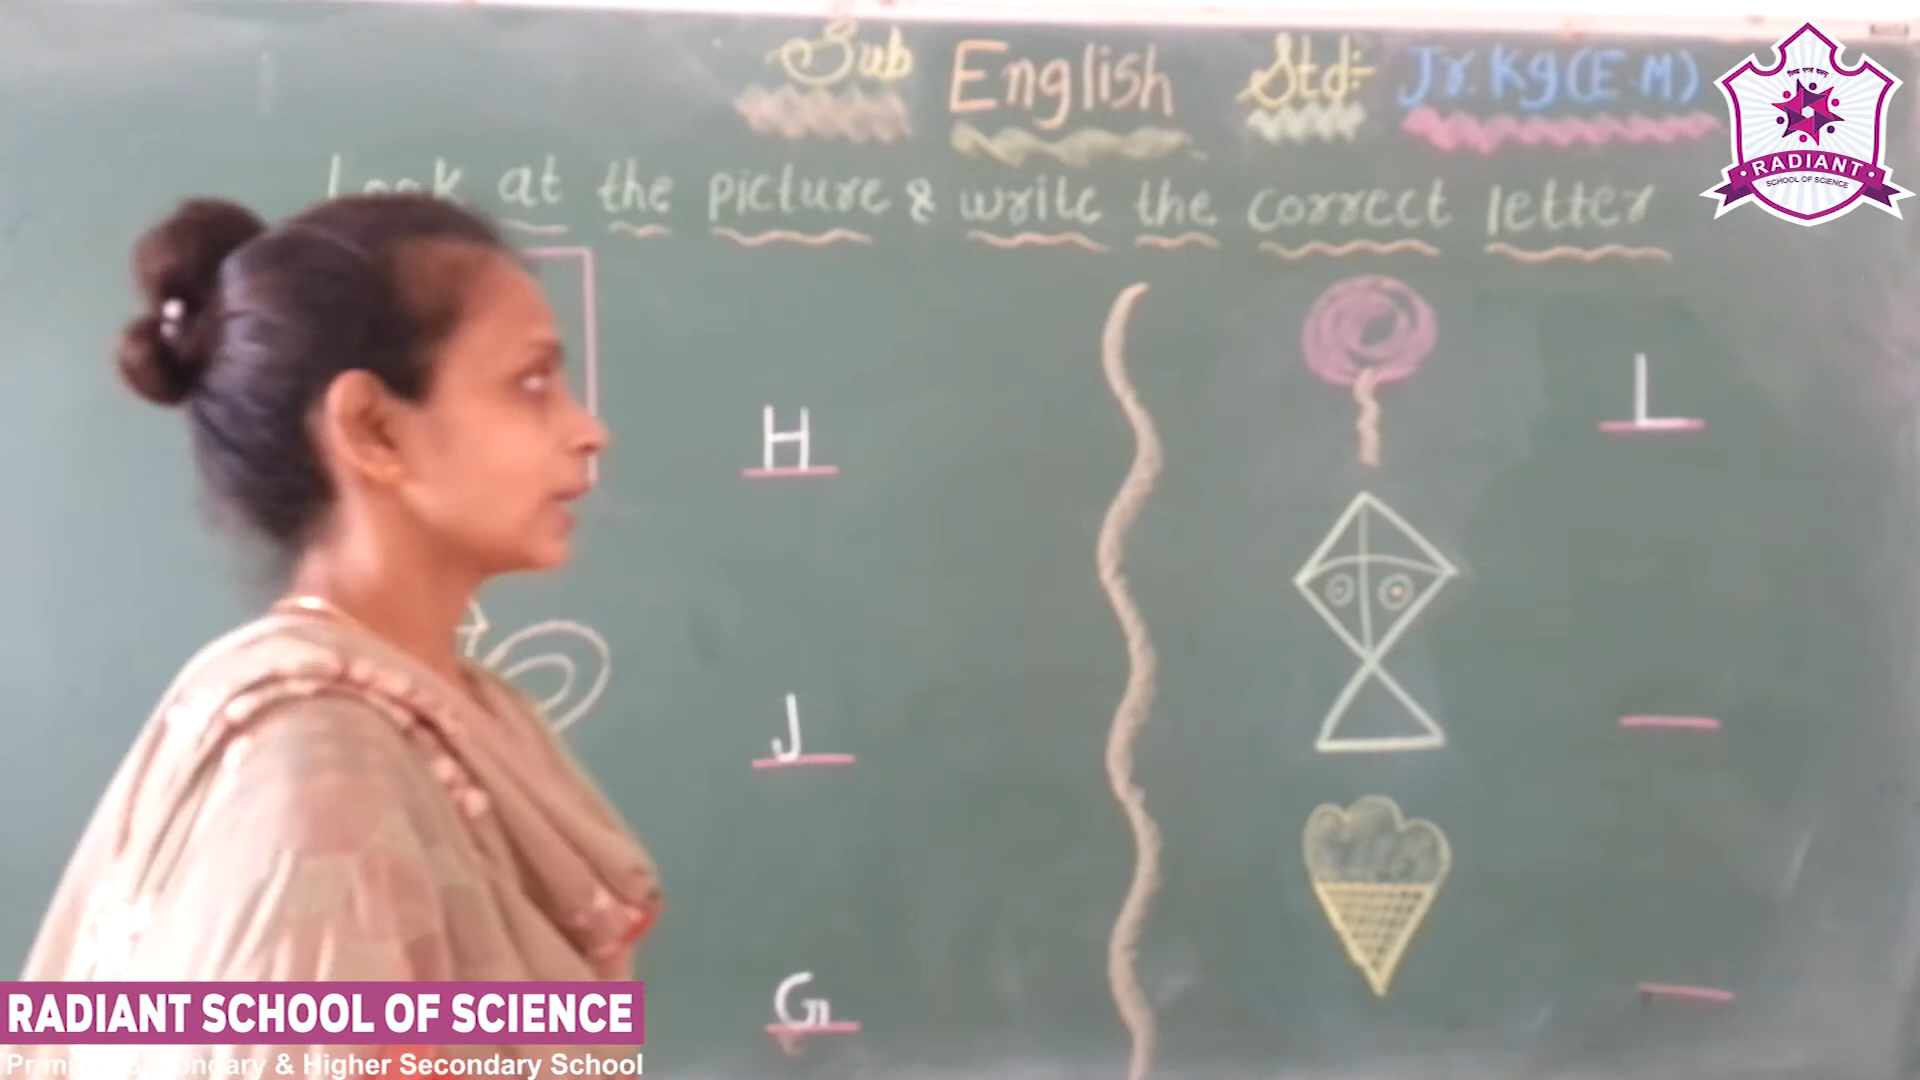 Sub English Std:- Jr. Kg (E.M)
Look at the picture & write the correct letter
H
L
J
G
RADIANT
SCHOOL OF SCIENCE
RADIANT SCHOOL OF SCIENCE
& Higher Secondary School